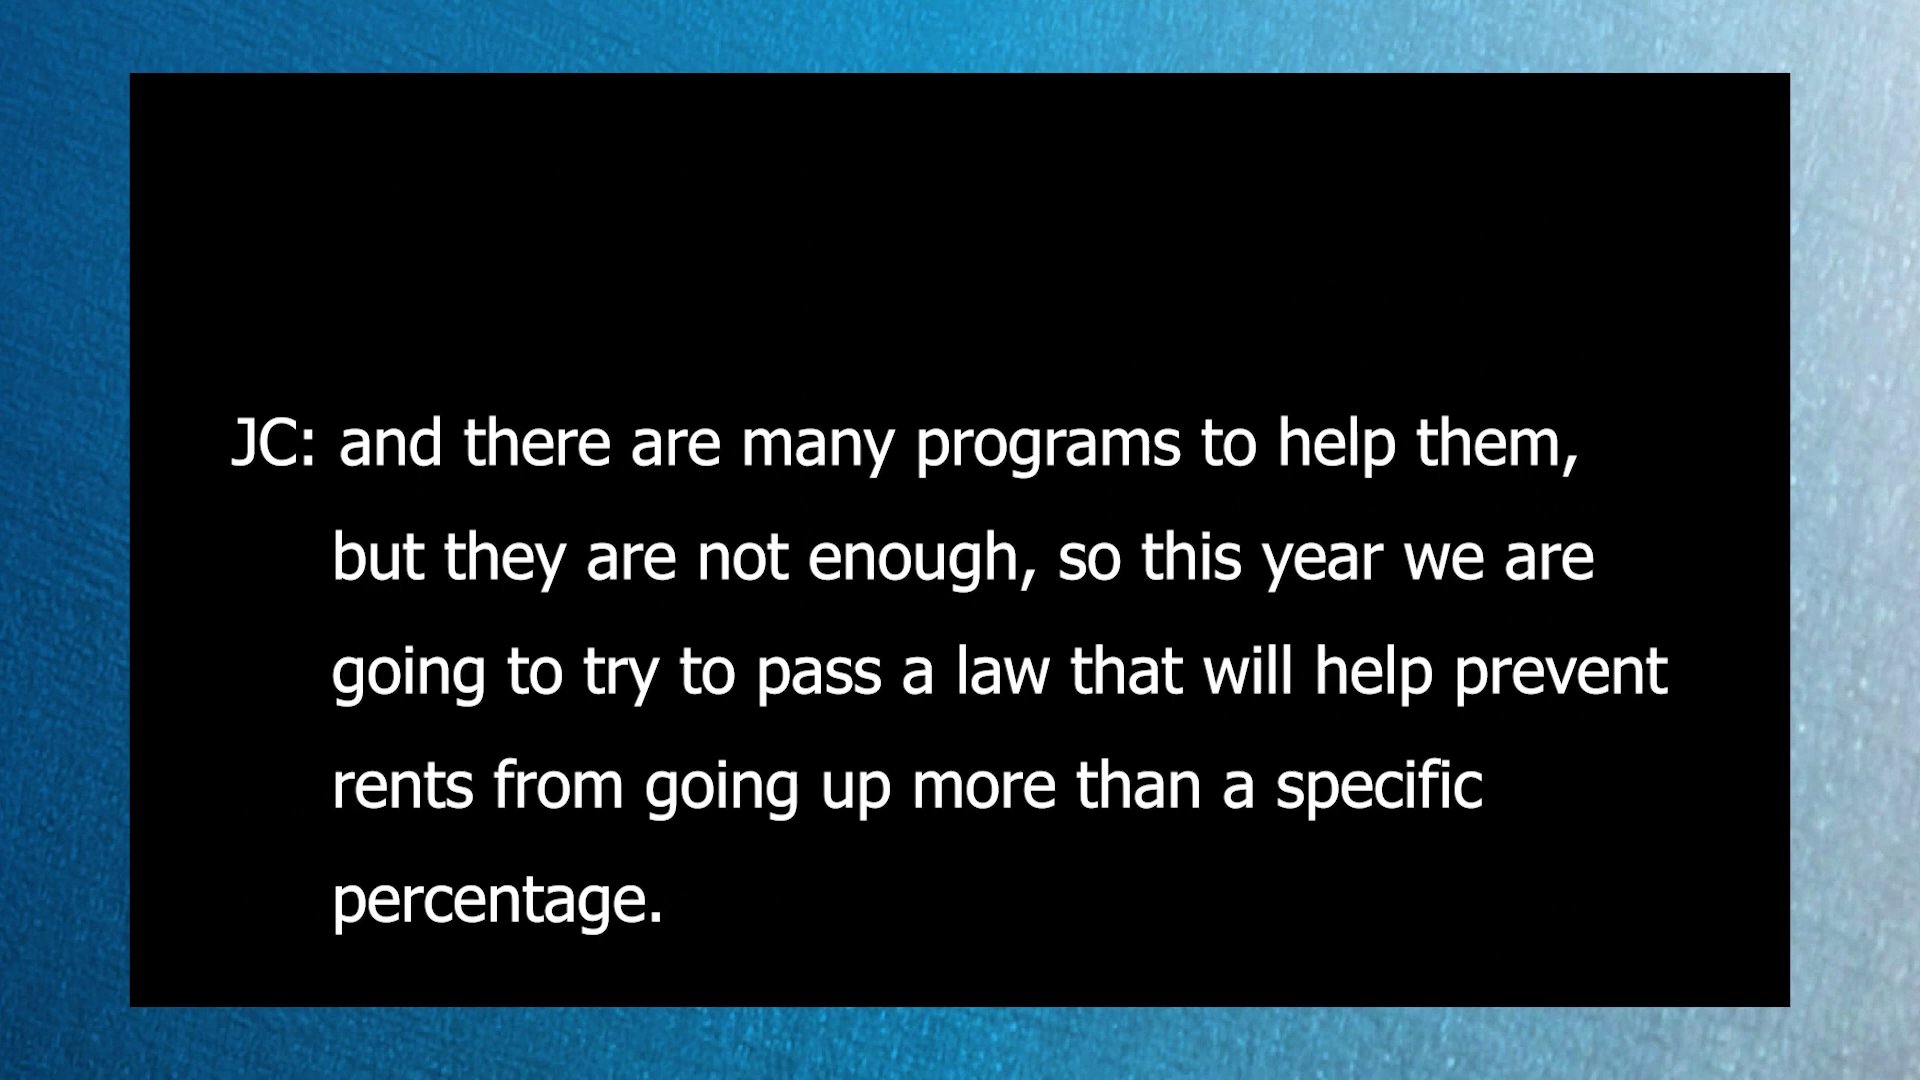 JC: and there are many programs to help them,
but they are not enough, so this year we are
going to try to pass a law that will help prevent
rents from going up more than a specific
percentage.